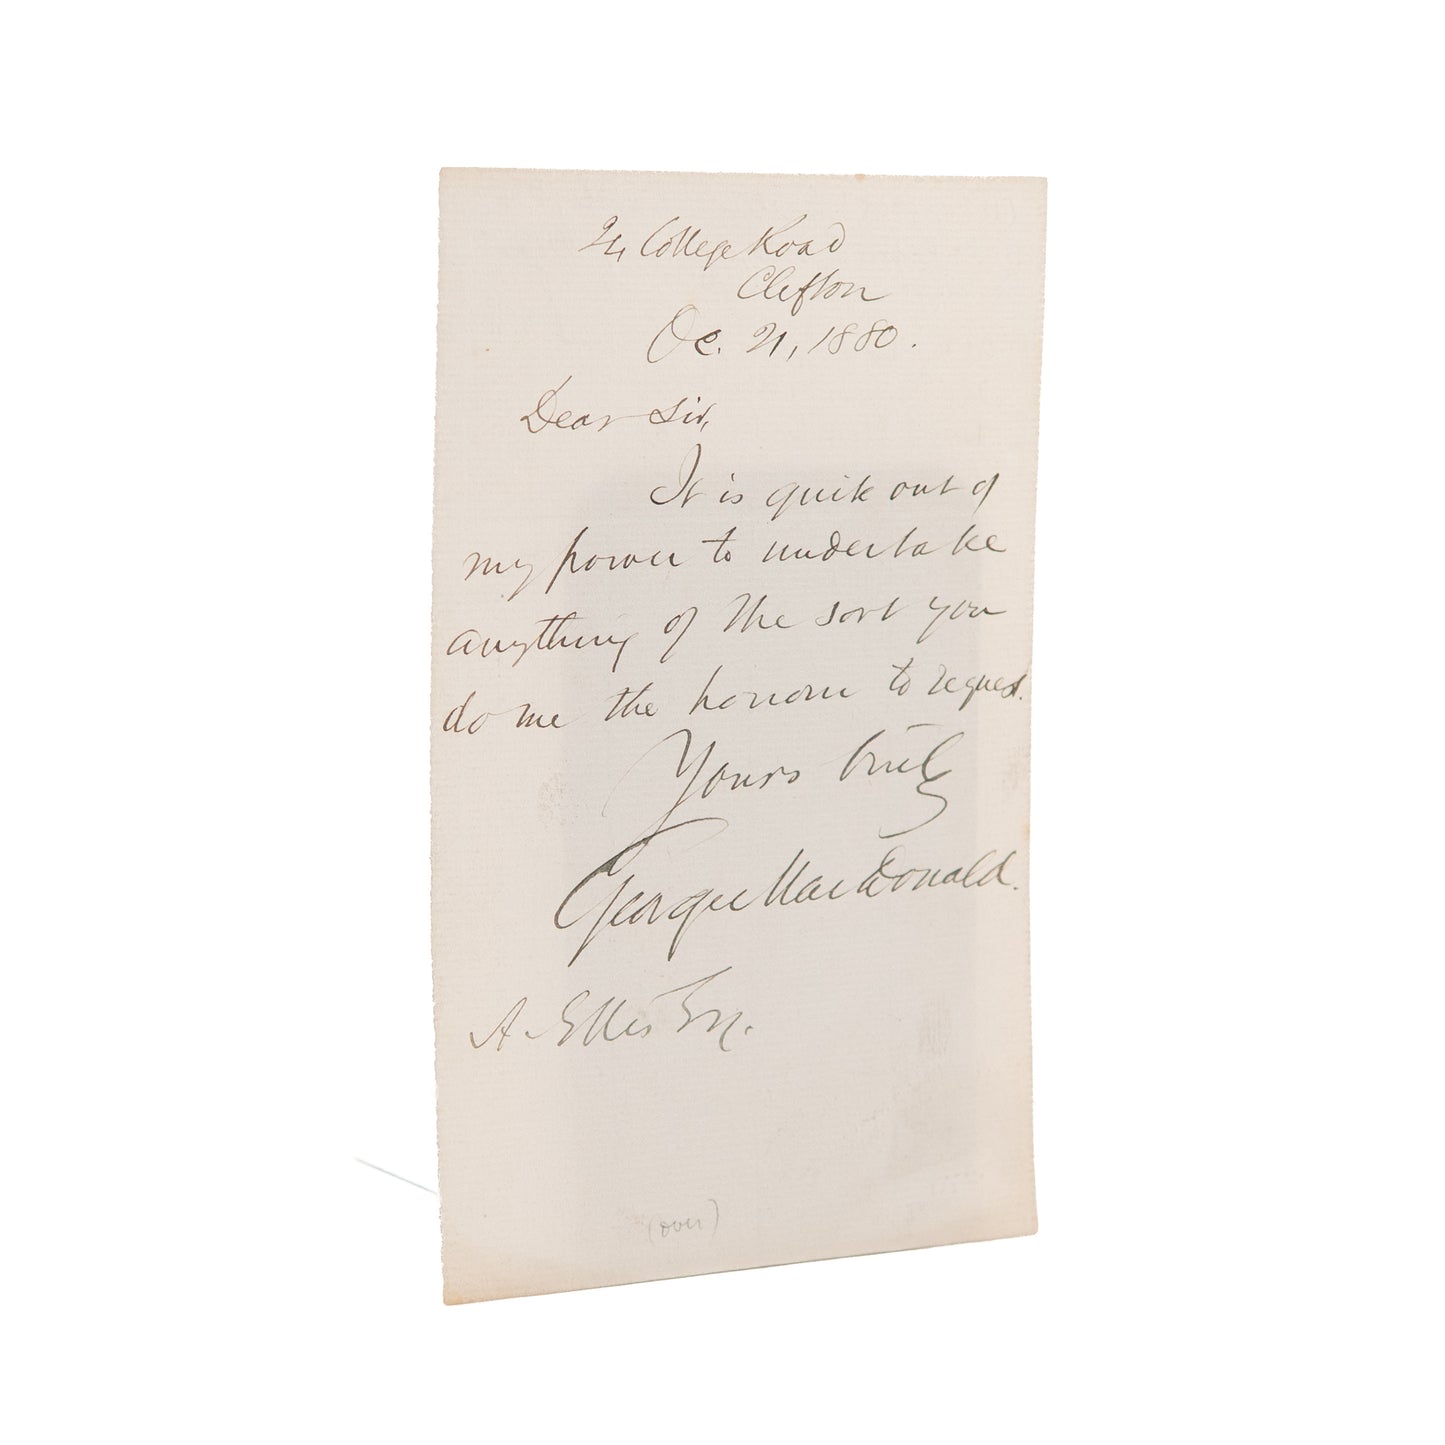 24 College Road
Clifton
Oc. 21, 1880.
Dear Sir,
It is quite out of
my power to undertake
anything of the sort you
do me the honour to request.
Yours truly
George MacDonald.
A. Ellis Esq.
(over)